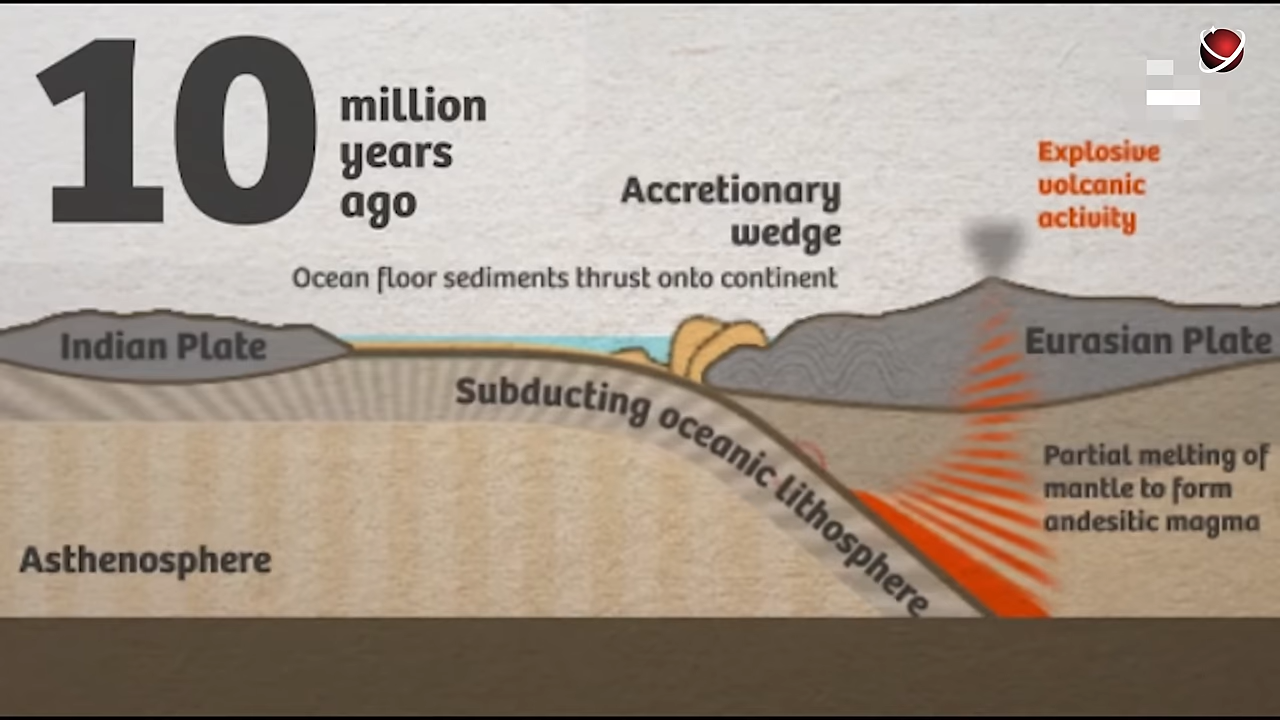 10
million
years
ago
Explosive
volcanic
activity
Accretionary
wedge
Ocean floor sediments thrust onto continent
Indian Plate
Eurasian Plate
Subducting oceanic lithosphere
Partial melting of
mantle to form
andesitic magma
Asthenosphere